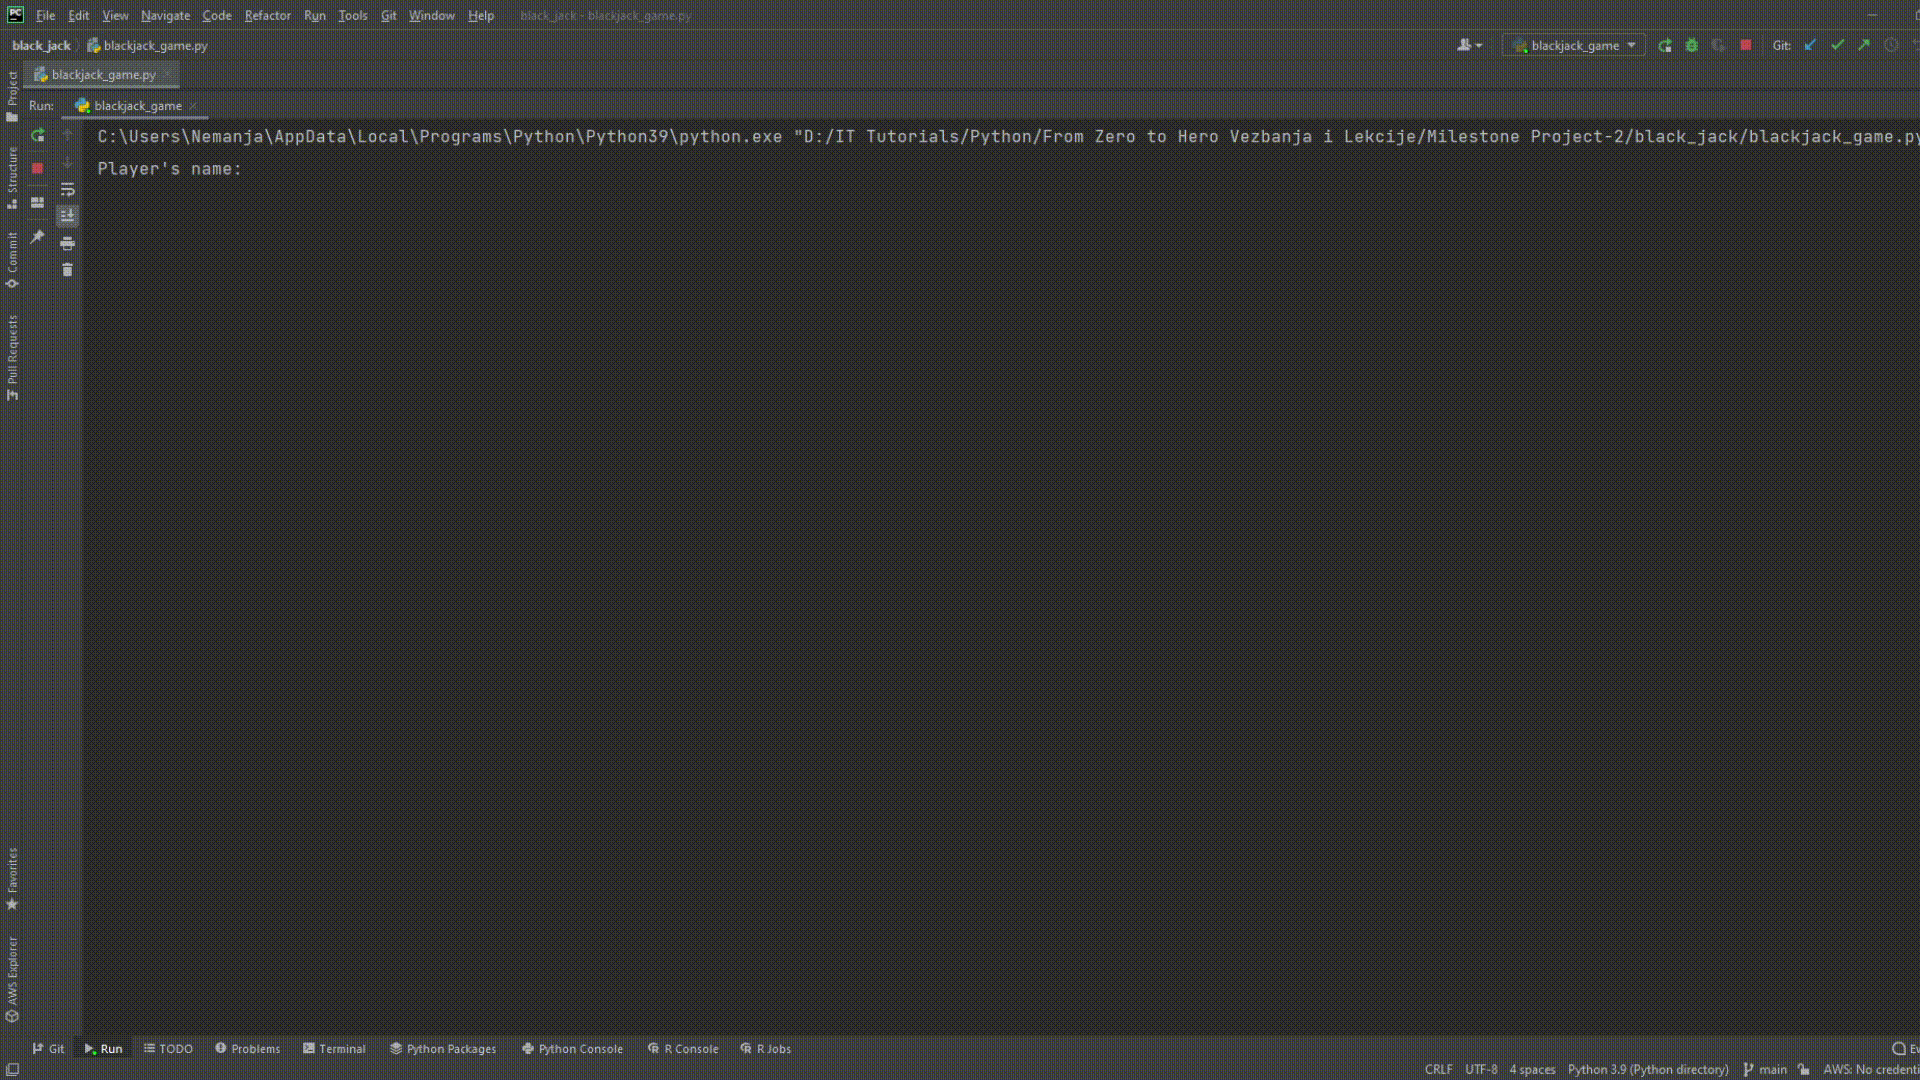 PC File Edit View Navigate Code Refactor Run Tools Git Window Help black_jack - blackjack_game.py
black_jack blackjack_game.py blackjack_game Git:
blackjack_game.py
Run: blackjack_game
C:\Users\Nemanja\AppData\Local\Programs\Python\Python39\python.exe "D:/IT Tutorials/Python/From Zero to Hero Vezbanja i Lekcije/Milestone Project-2/black_jack/blackjack_game.py
Player's name:
Project
Structure
Commit
Pull Requests
Favorites
AWS Explorer
Git Run TODO Problems Terminal Python Packages Python Console R Console R Jobs Ev
CRLF UTF-8 4 spaces Python 3.9 (Python directory) main AWS: No credenti